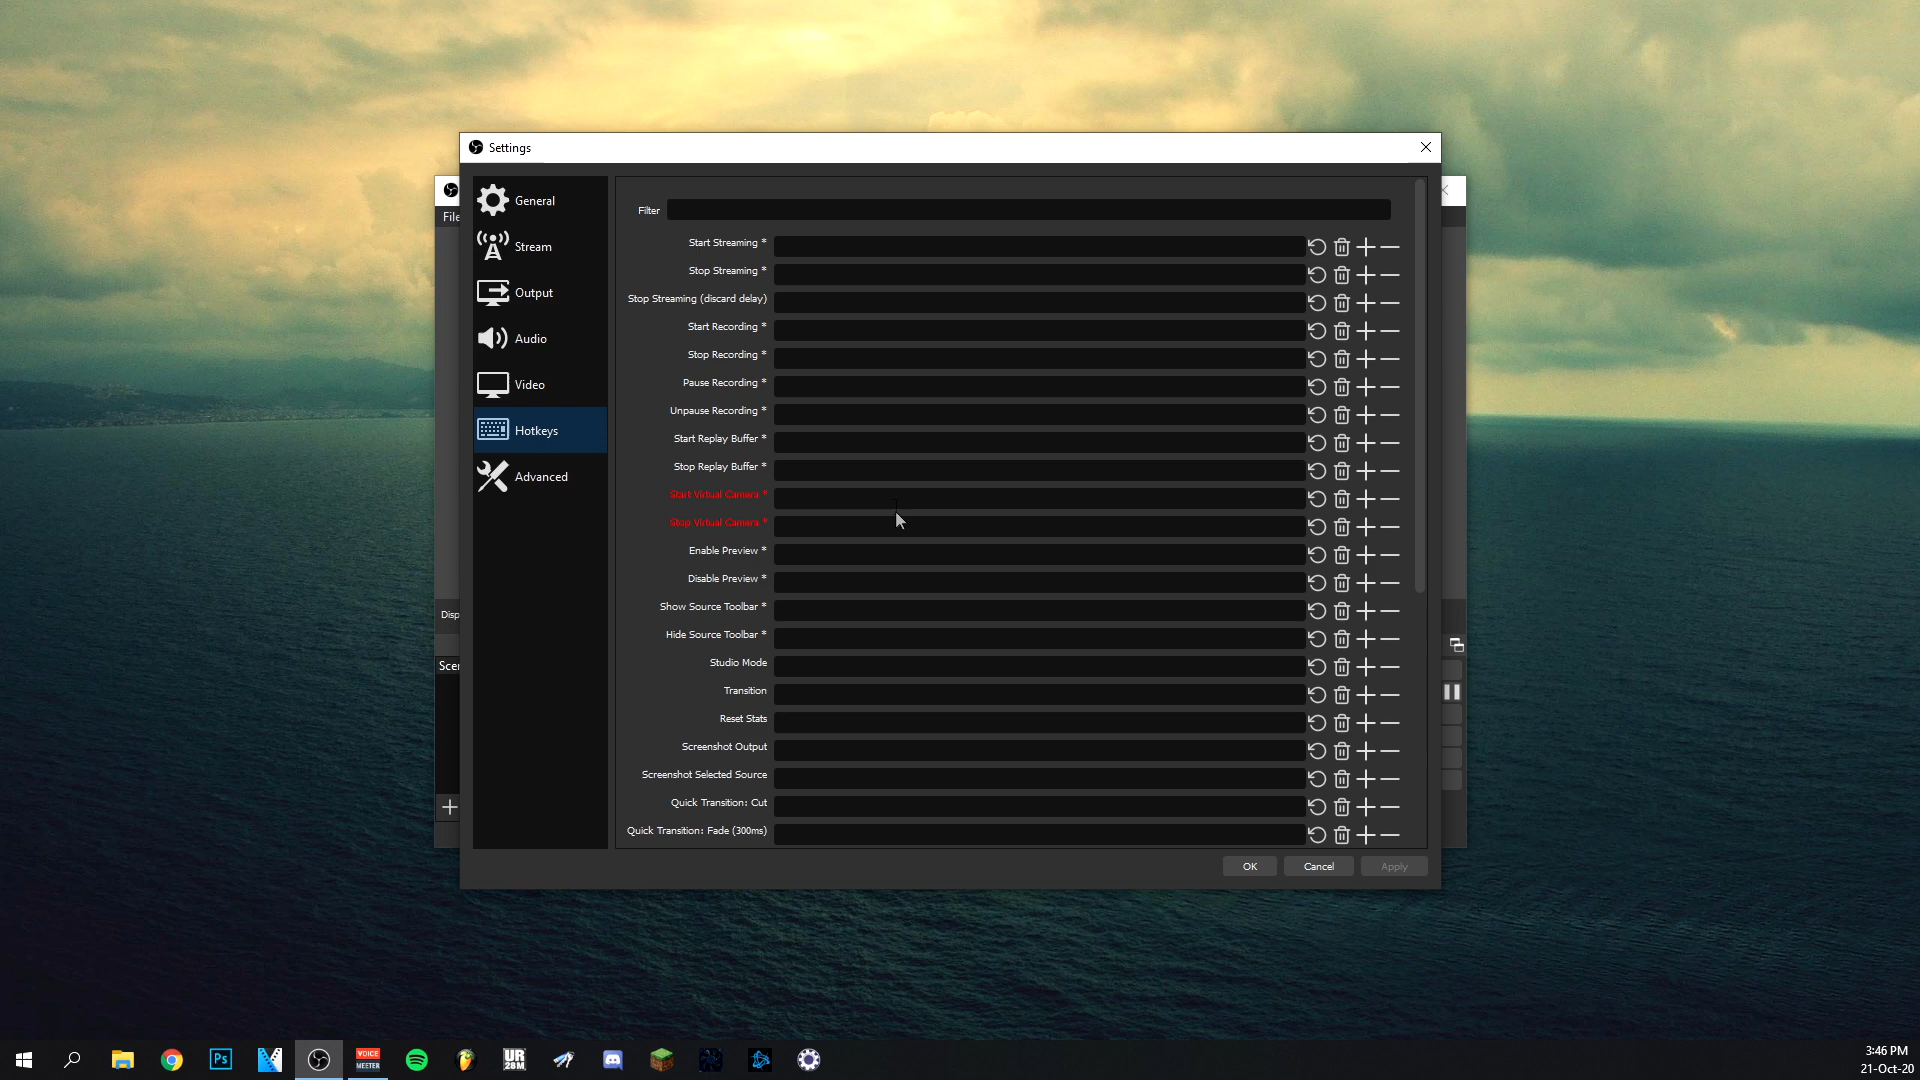 Settings
File
General
Stream
Output
Audio
Video
Hotkeys
Advanced
Filter
Start Streaming *
Stop Streaming *
Stop Streaming (discard delay)
Start Recording *
Stop Recording *
Pause Recording *
Unpause Recording *
Start Replay Buffer *
Stop Replay Buffer *
Start Virtual Camera *
Stop Virtual Camera *
Enable Preview *
Disable Preview *
Show Source Toolbar *
Hide Source Toolbar *
Studio Mode
Transition
Reset Stats
Screenshot Output
Screenshot Selected Source
Quick Transition: Cut
Quick Transition: Fade (300ms)
Disp
Scen
OK
Cancel
Apply
Ps
VOICE
MEETER
UR
28M
3:46 PM
21-Oct-20